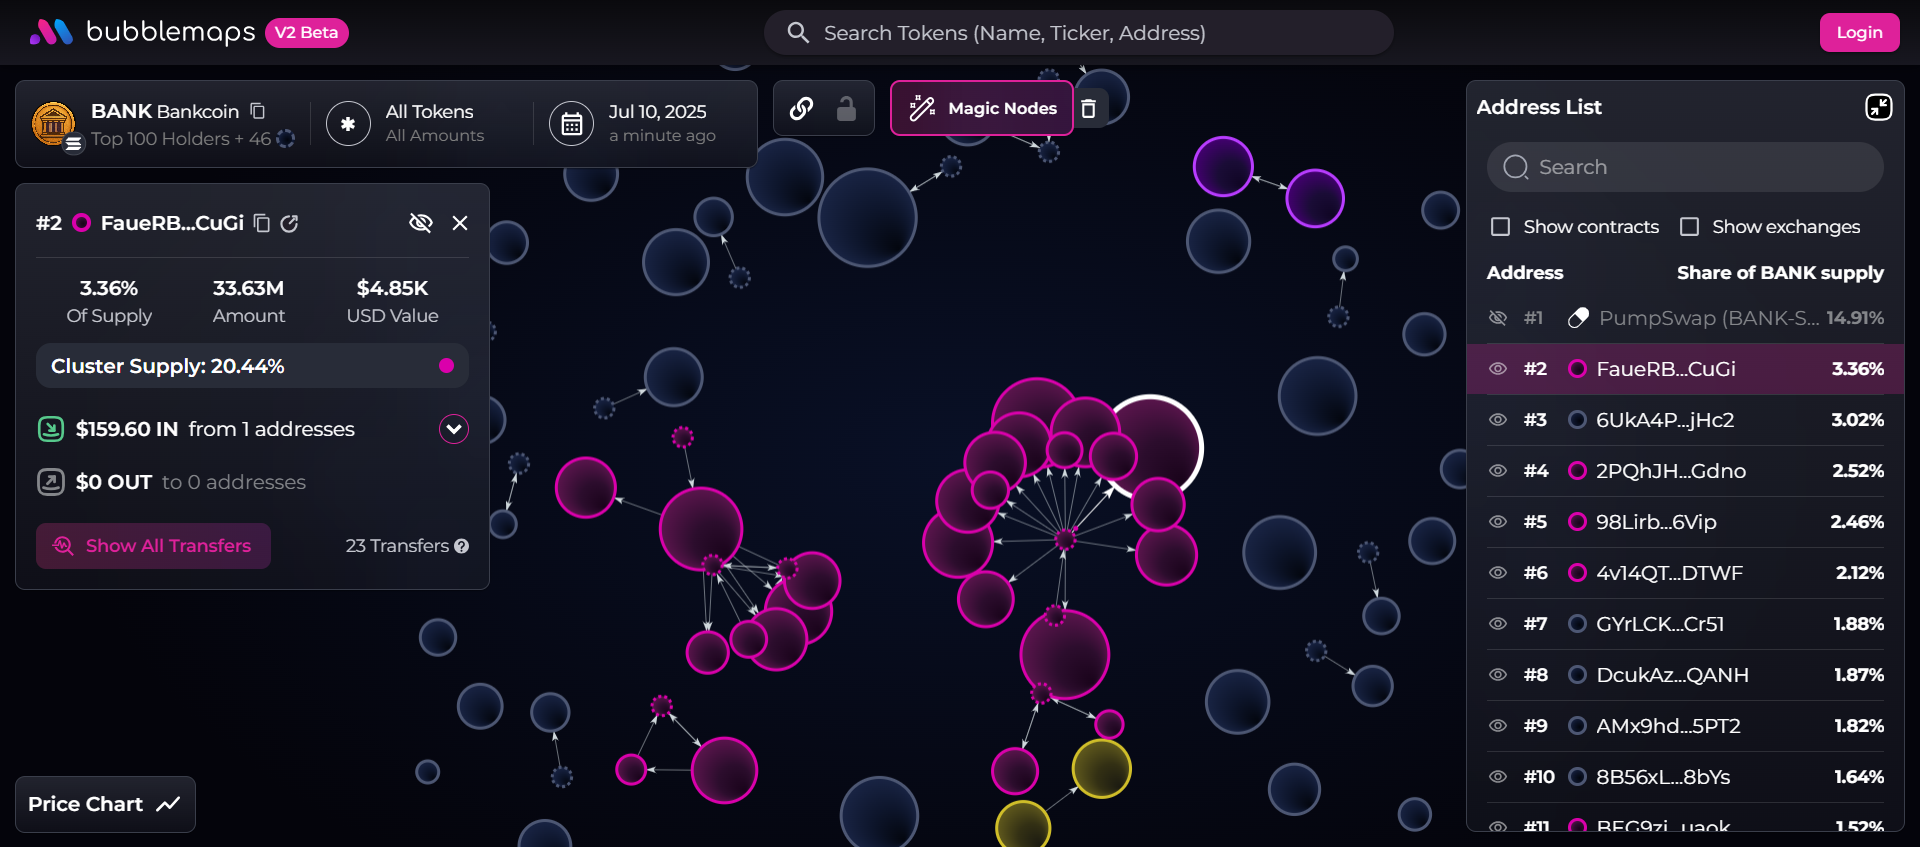 bubblemaps V2 Beta
Search Tokens (Name, Ticker, Address)
Login
BANK Bankcoin
Top 100 Holders + 46
All Tokens
All Amounts
Jul 10, 2025
a minute ago
Magic Nodes
#2 FaueRB...CuGi
3.36%
Of Supply
33.63M
Amount
$4.85K
USD Value
Cluster Supply: 20.44%
$159.60 IN from 1 addresses
$0 OUT to 0 addresses
Show All Transfers
23 Transfers ?
Price Chart
Address List
Search
Show contracts
Show exchanges
Address Share of BANK supply
#1 PumpSwap (BANK-S... 14.91%
#2 FaueRB...CuGi 3.36%
#3 6UkA4P...jHc2 3.02%
#4 2PQhJH...Gdno 2.52%
#5 98Lirb...6Vip 2.46%
#6 4v14QT...DTWF 2.12%
#7 GYrLCK...Cr51 1.88%
#8 DcukAz...QANH 1.87%
#9 AMx9hd...5PT2 1.82%
#10 8B56xL...8bYs 1.64%
#11 1.52%